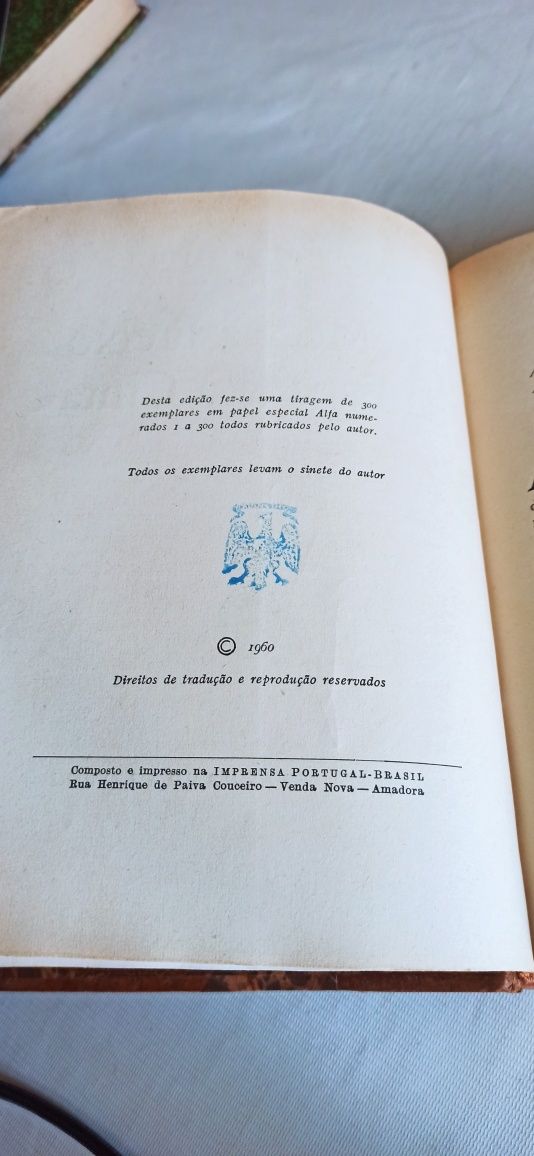 Desta edição fez-se uma tiragem de 300
exemplares em papel especial Alfa nume-
rados 1 a 300 todos rubricados pelo autor.
Todos os exemplares levam o sinete do autor
© 1960
Direitos de tradução e reprodução reservados
Composto e impresso na IMPRENSA PORTUGAL-BRASIL
Rua Henrique de Paiva Couceiro — Venda Nova — Amadora